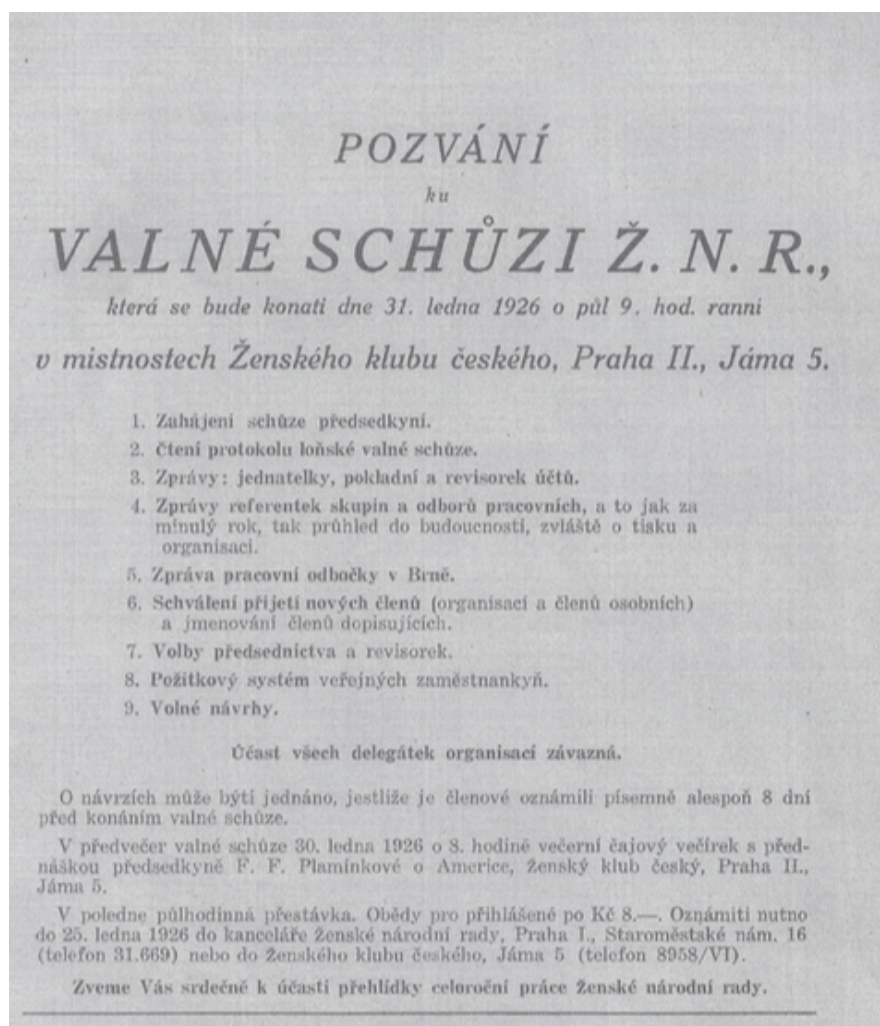 POZVÁNÍ
ku
VALNÉ SCHŮZI Ž. N. R.,
která se bude konati dne 31. ledna 1926 o půl 9. hod. ranní
v místnostech Ženského klubu českého, Praha II., Jáma 5.
1. Zahájení schůze předsedkyní.
2. Čtení protokolu loňské valné schůze.
3. Zprávy: jednatelky, pokladní a revisorek účtů.
4. Zprávy referentek skupin a odborů pracovních, a to jak za
minulý rok, tak průhled do budoucnosti, zvláště o tisku a
organisaci.
5. Zpráva pracovní odbočky v Brně.
6. Schválení přijetí nových členů (organisací a členů osobních)
a jmenování členů dopisujících.
7. Volby předsednictva a revisorek.
8. Požitkový systém veřejných zaměstnankyň.
9. Volné návrhy.
Účast všech delegátek organisací závazná.
O návrzích může býti jednáno, jestliže je členové oznámili písemně alespoň 8 dní
před konáním valné schůze.
V předvečer valné schůze 30. ledna 1926 o 8. hodině večerní čajový večírek s před-
náškou předsedkyně F. F. Plamínkové o Americe, ženský klub český, Praha II.,
Jáma 5.
V poledne půlhodinná přestávka. Obědy pro přihlášené po Kč 8.—. Oznámiti nutno
do 25. ledna 1926 do kanceláře ženské národní rady, Praha I., Staroměstské nám. 16
(telefon 31.669) nebo do ženského klubu českého, Jáma 5 (telefon 8958/VI).
Zveme Vás srdečně k účasti přehlídky celoroční práce ženské národní rady.